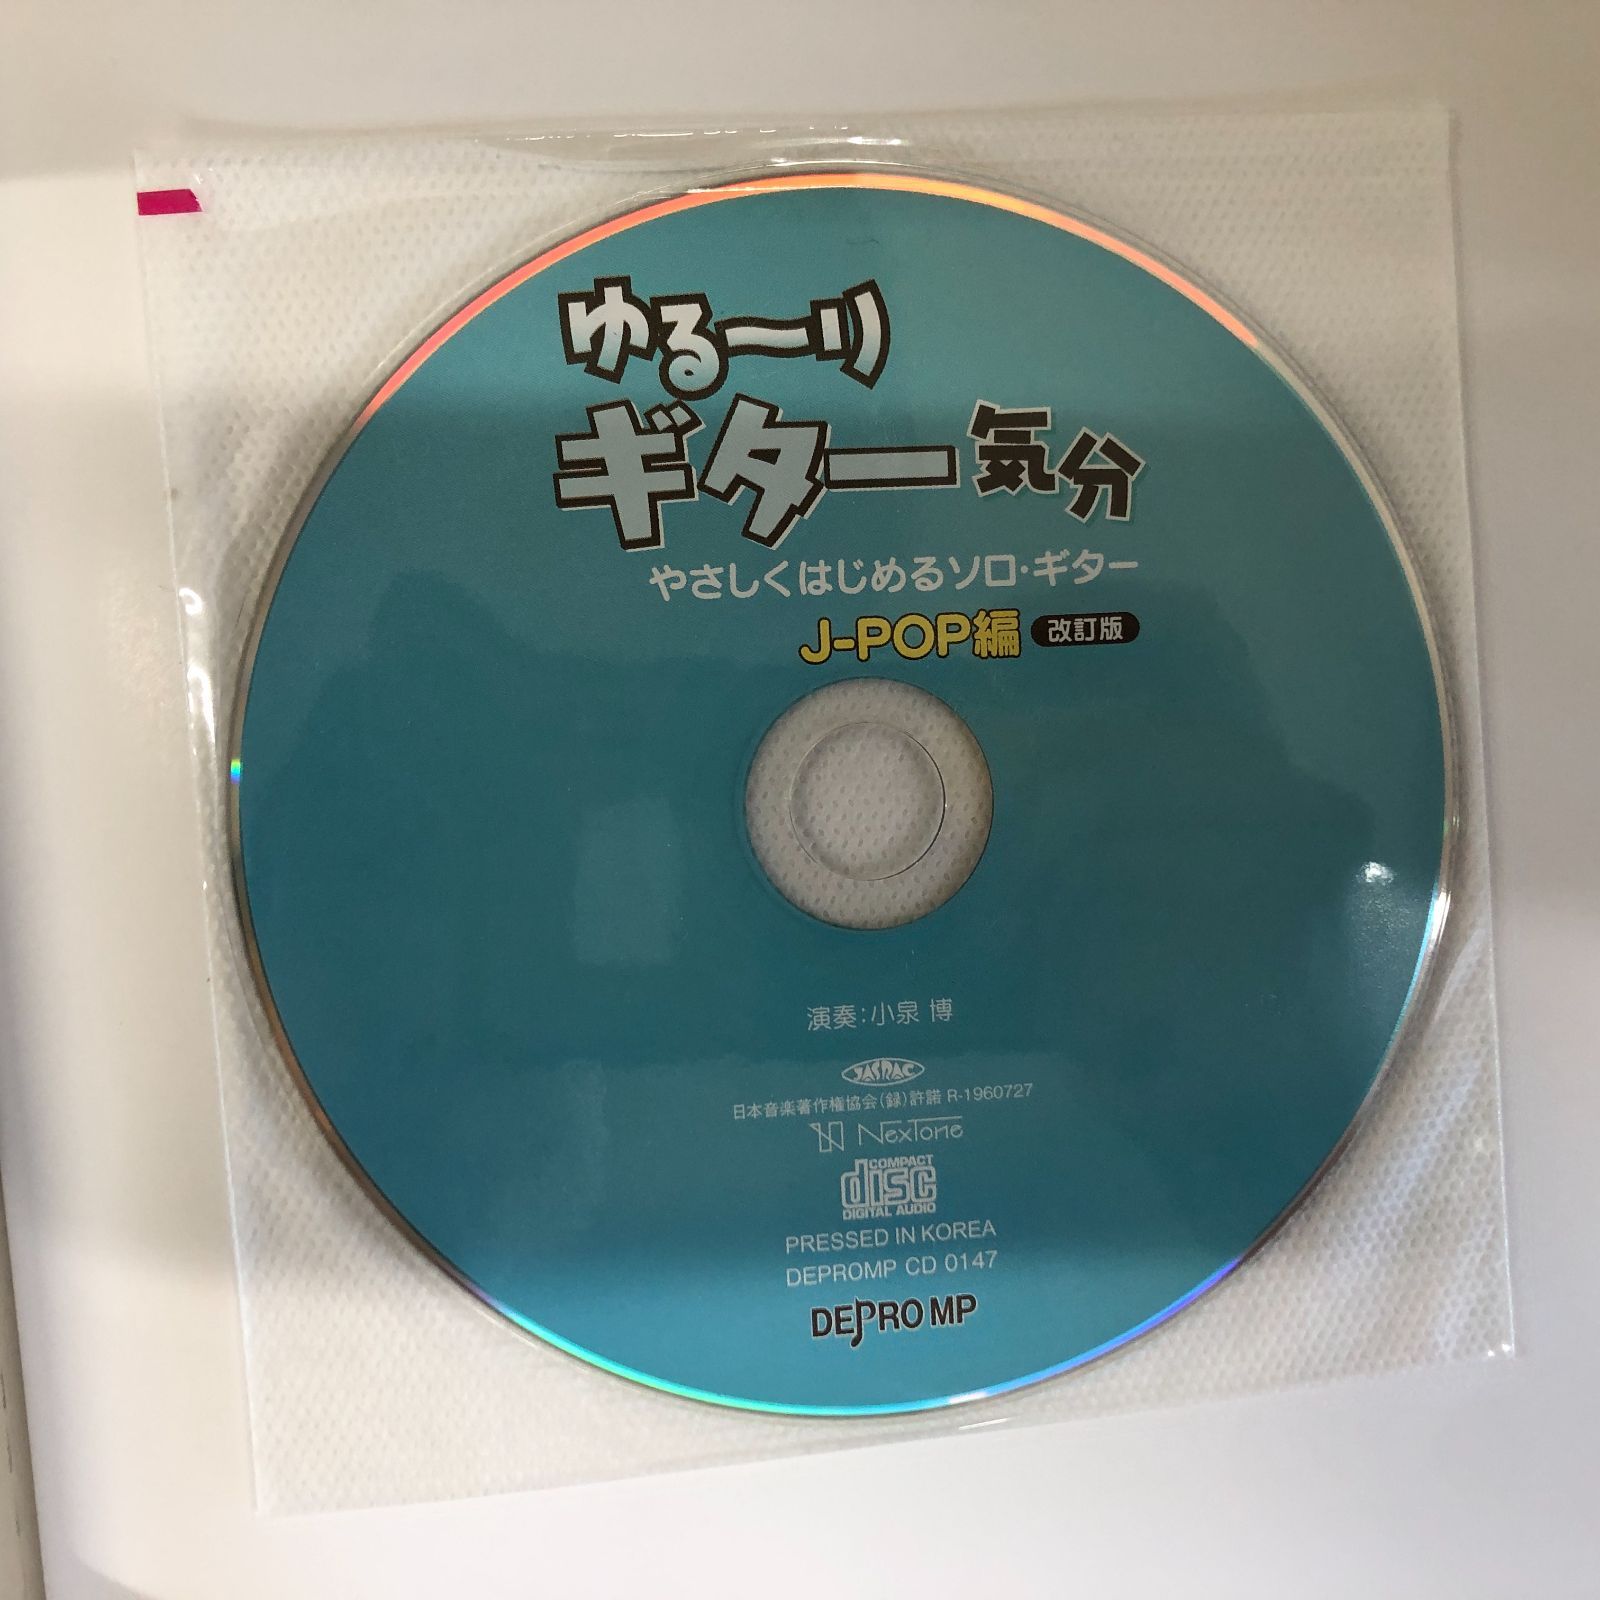 ゆる〜り
ギター気分
やさしくはじめるソロ・ギター
J-POP編 改訂版
演奏:小泉 博
JASRAC
日本音楽著作権協会(録)許諾 R-1960727
NexTone
COMPACT
disc
DIGITAL AUDIO
PRESSED IN KOREA
DEPROMP CD 0147
DEPRO MP